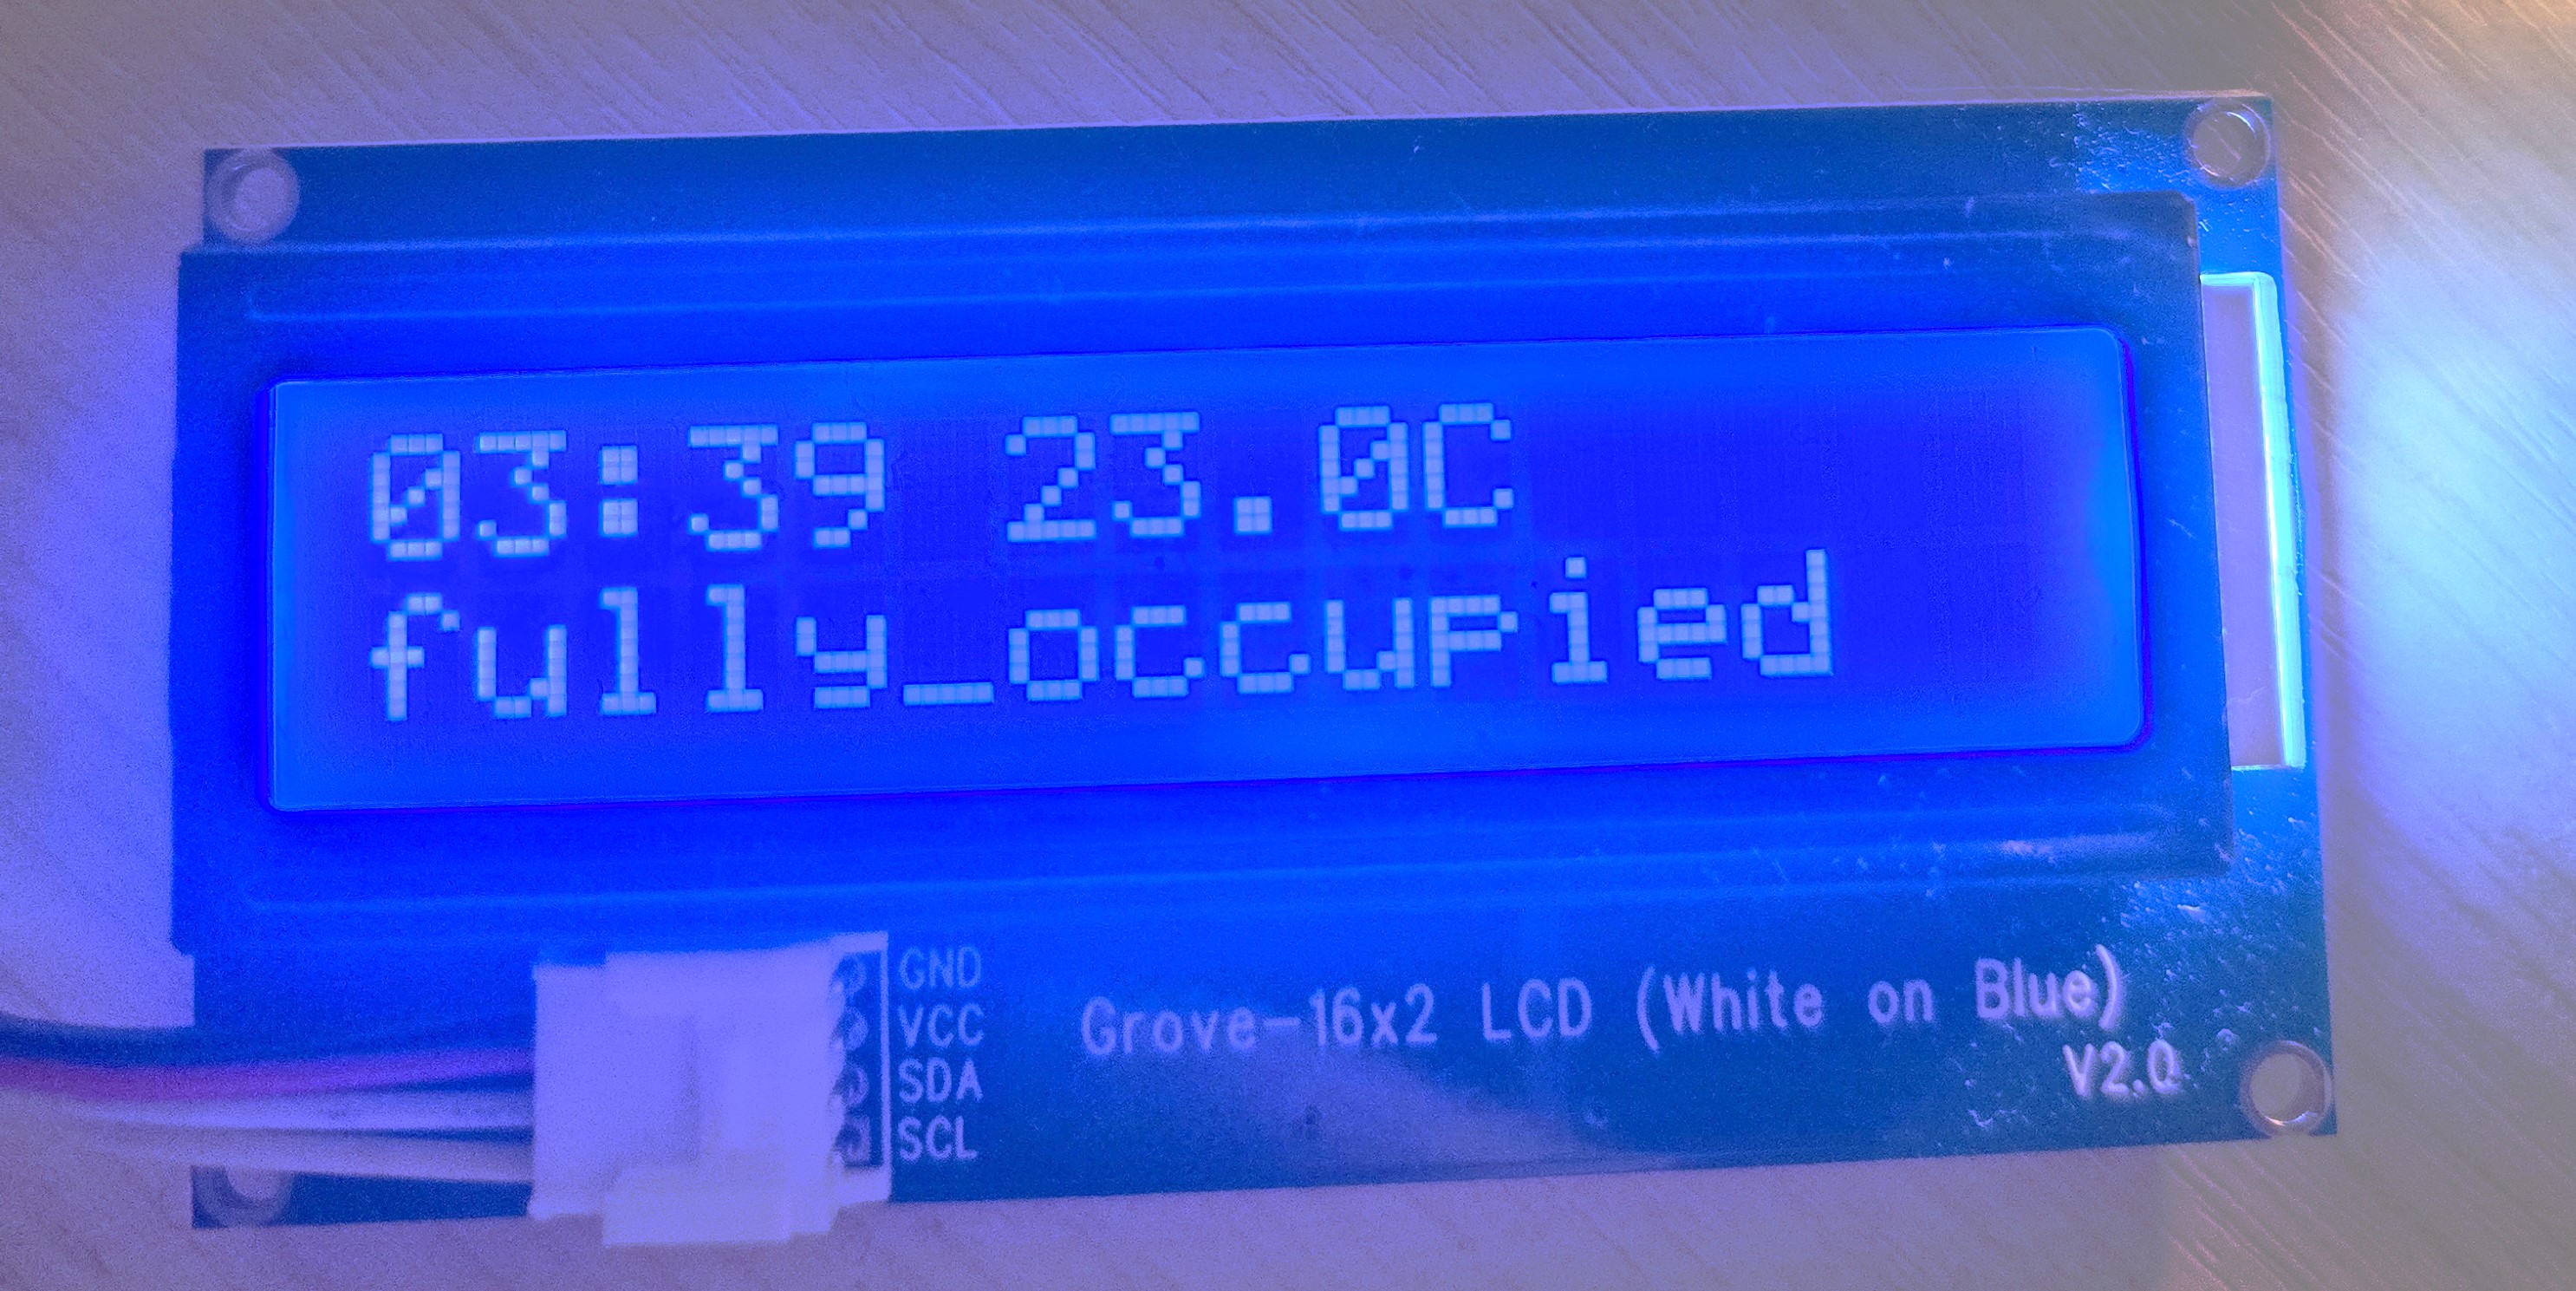 03:39 23.0C
fully_occupied
GND
VCC
SDA
SCL
Grove-16x2 LCD (White on Blue)
V2.0